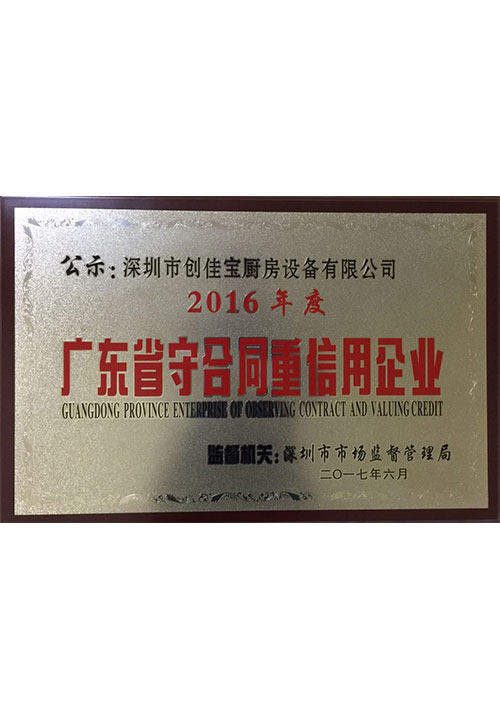 公示：深圳市创佳宝厨房设备有限公司
2016年度
广东省守合同重信用企业
GUANGDONG PROVINCE ENTERPRISE OF OBSERVING CONTRACT AND VALUING CREDIT
监督机关：深圳市市场监督管理局
二〇一七年六月